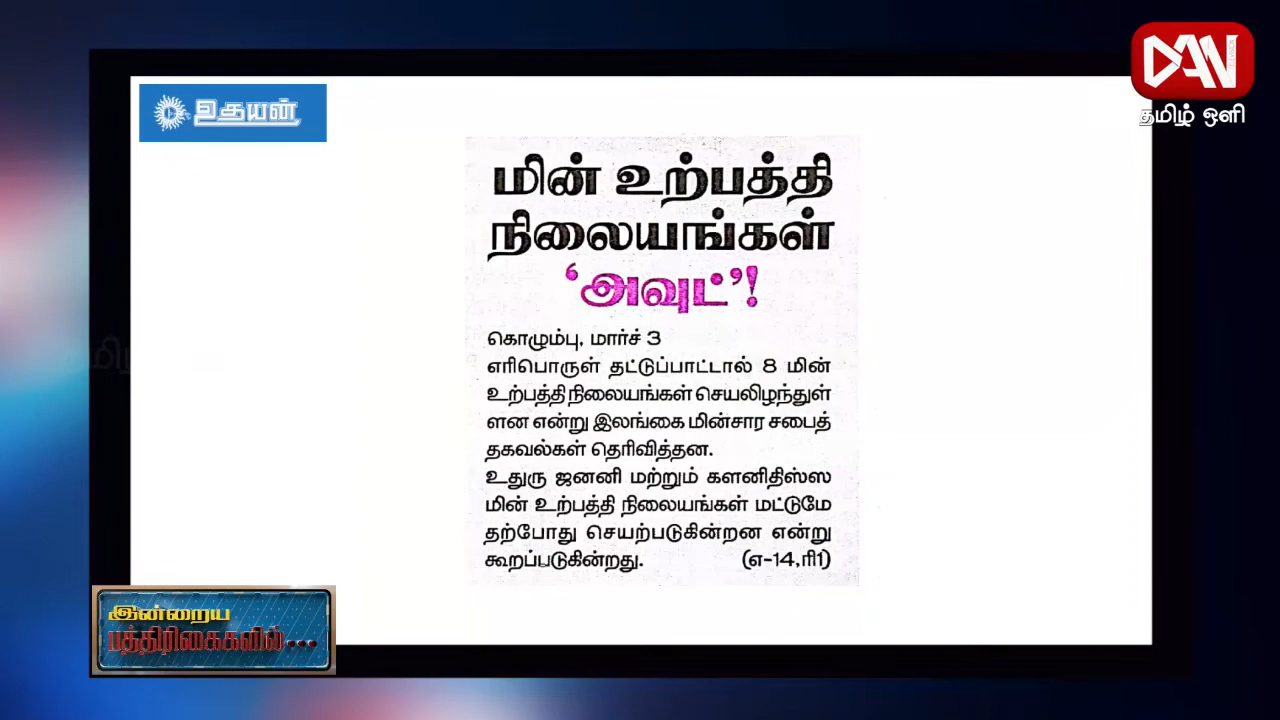 DAN
தமிழ் ஒளி
உதயன்
மின் உற்பத்தி
நிலையங்கள்
‘அவுட்’!
கொழும்பு, மார்ச் 3
எரிபொருள் தட்டுப்பாட்டால் 8 மின்
உற்பத்தி நிலையங்கள் செயலிழந்துள்
ளன என்று இலங்கை மின்சார சபைத்
தகவல்கள் தெரிவித்தன.
உதுரு ஜனனி மற்றும் களனிதிஸ்ஸ
மின் உற்பத்தி நிலையங்கள் மட்டுமே
தற்போது செயற்படுகின்றன என்று
கூறப்படுகின்றது. (எ-14,ரி1)
இன்றைய
பத்திரிகைகளில்...